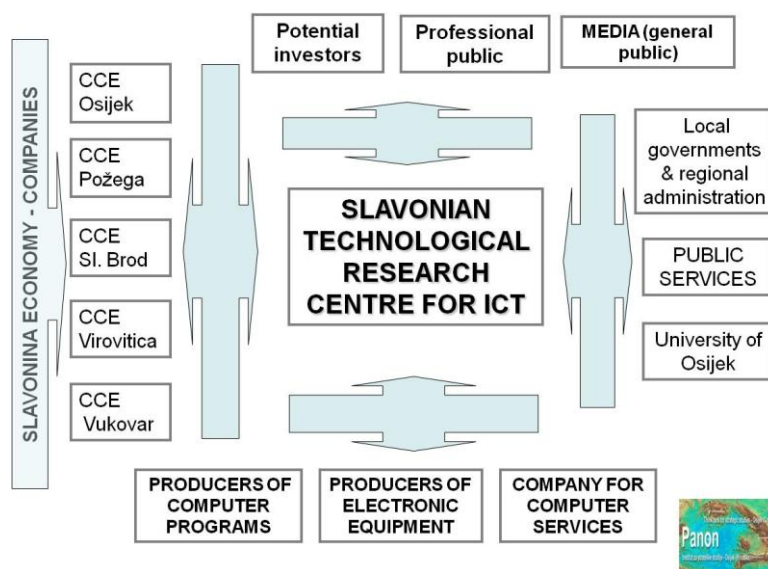 Potential
investors
Professional
public
MEDIA (general
public)
SLAVONINA ECONOMY - COMPANIES
CCE
Osijek
CCE
Požega
CCE
Sl. Brod
CCE
Virovitica
CCE
Vukovar
SLAVONIAN
TECHNOLOGICAL
RESEARCH
CENTRE FOR ICT
Local
governments
& regional
administration
PUBLIC
SERVICES
University of
Osijek
PRODUCERS OF
COMPUTER
PROGRAMS
PRODUCERS OF
ELECTRONIC
EQUIPMENT
COMPANY FOR
COMPUTER
SERVICES
Panon